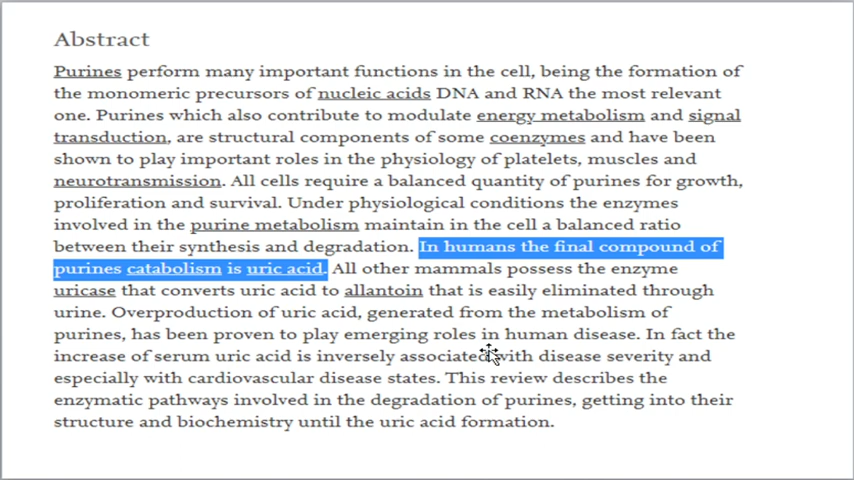 Abstract
Purines perform many important functions in the cell, being the formation of
the monomeric precursors of nucleic acids DNA and RNA the most relevant
one. Purines which also contribute to modulate energy metabolism and signal
transduction, are structural components of some coenzymes and have been
shown to play important roles in the physiology of platelets, muscles and
neurotransmission. All cells require a balanced quantity of purines for growth,
proliferation and survival. Under physiological conditions the enzymes
involved in the purine metabolism maintain in the cell a balanced ratio
between their synthesis and degradation. In humans the final compound of
purines catabolism is uric acid. All other mammals possess the enzyme
uricase that converts uric acid to allantoin that is easily eliminated through
urine. Overproduction of uric acid, generated from the metabolism of
purines, has been proven to play emerging roles in human disease. In fact the
increase of serum uric acid is inversely associated with disease severity and
especially with cardiovascular disease states. This review describes the
enzymatic pathways involved in the degradation of purines, getting into their
structure and biochemistry until the uric acid formation.